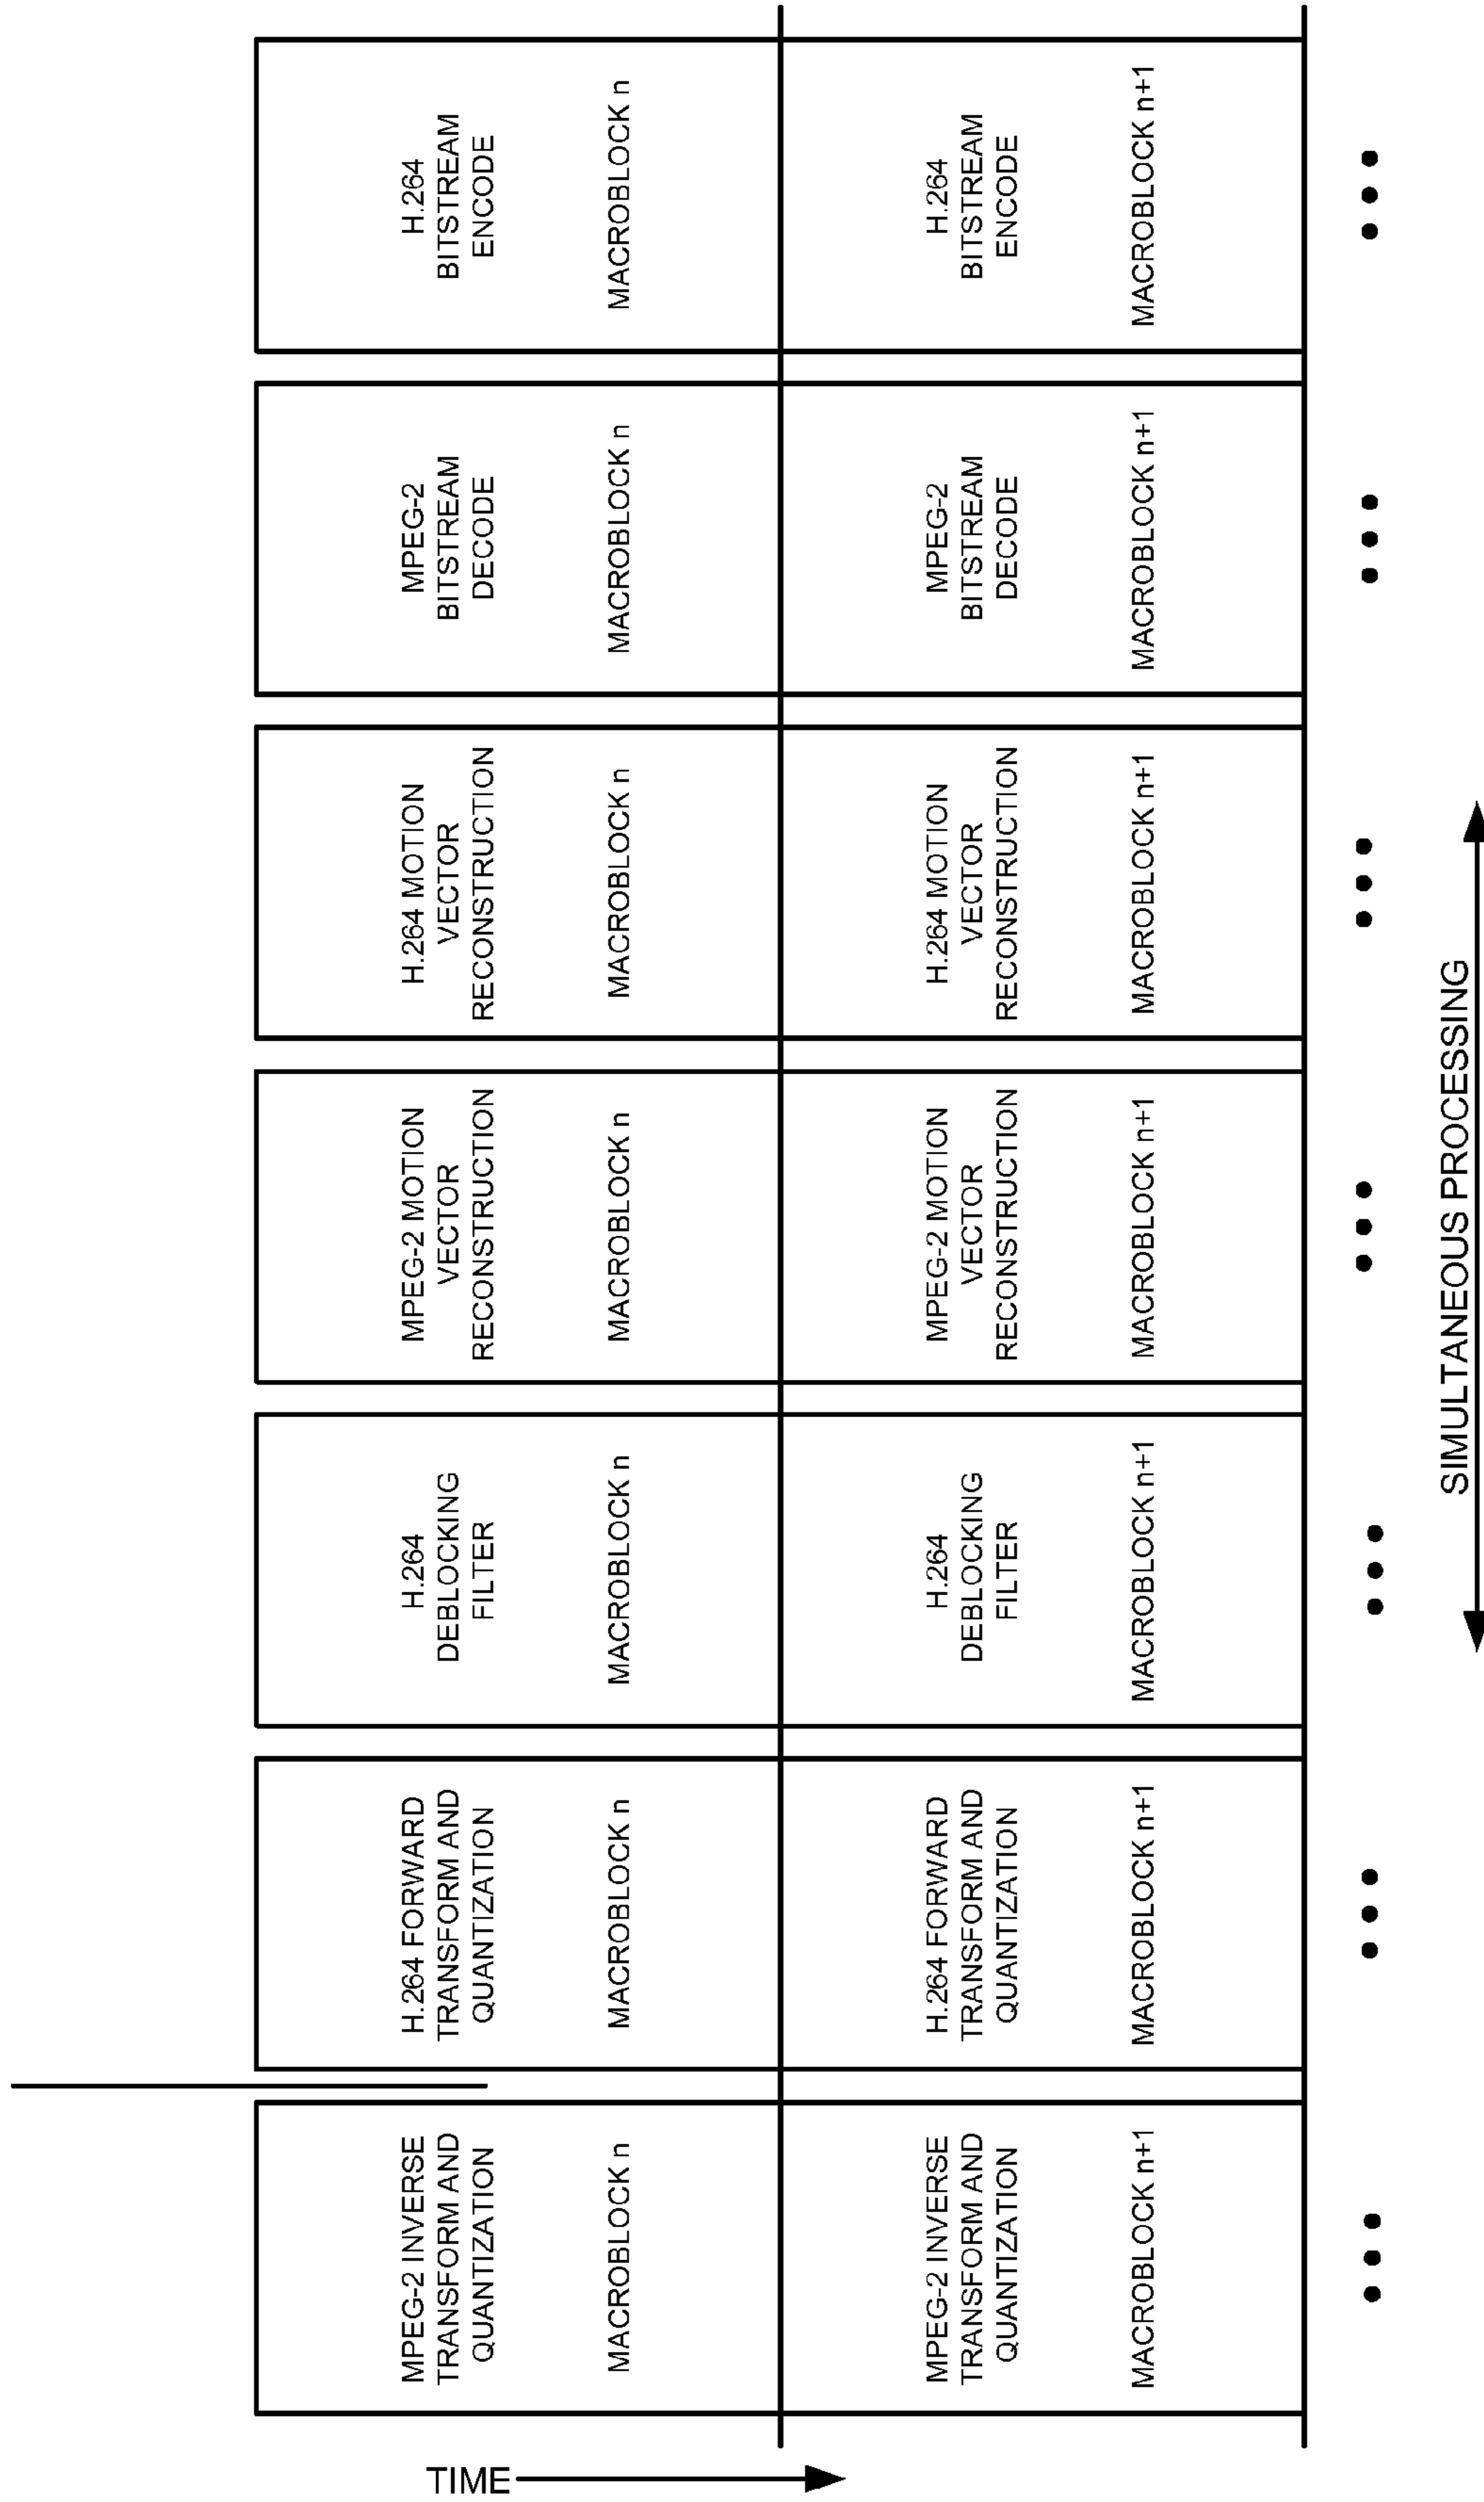 H.264
BITSTREAM
ENCODE
MACROBLOCK n
H.264
BITSTREAM
ENCODE
MACROBLOCK n+1
MPEG-2
BITSTREAM
DECODE
MACROBLOCK n
MPEG-2
BITSTREAM
DECODE
MACROBLOCK n+1
H.264 MOTION
VECTOR
RECONSTRUCTION
MACROBLOCK n
H.264 MOTION
VECTOR
RECONSTRUCTION
MACROBLOCK n+1
MPEG-2 MOTION
VECTOR
RECONSTRUCTION
MACROBLOCK n
MPEG-2 MOTION
VECTOR
RECONSTRUCTION
MACROBLOCK n+1
H.264
DEBLOCKING
FILTER
MACROBLOCK n
H.264
DEBLOCKING
FILTER
MACROBLOCK n+1
H.264 FORWARD
TRANSFORM AND
QUANTIZATION
MACROBLOCK n
H.264 FORWARD
TRANSFORM AND
QUANTIZATION
MACROBLOCK n+1
MPEG-2 INVERSE
TRANSFORM AND
QUANTIZATION
MACROBLOCK n
MPEG-2 INVERSE
TRANSFORM AND
QUANTIZATION
MACROBLOCK n+1
SIMULTANEOUS PROCESSING
TIME